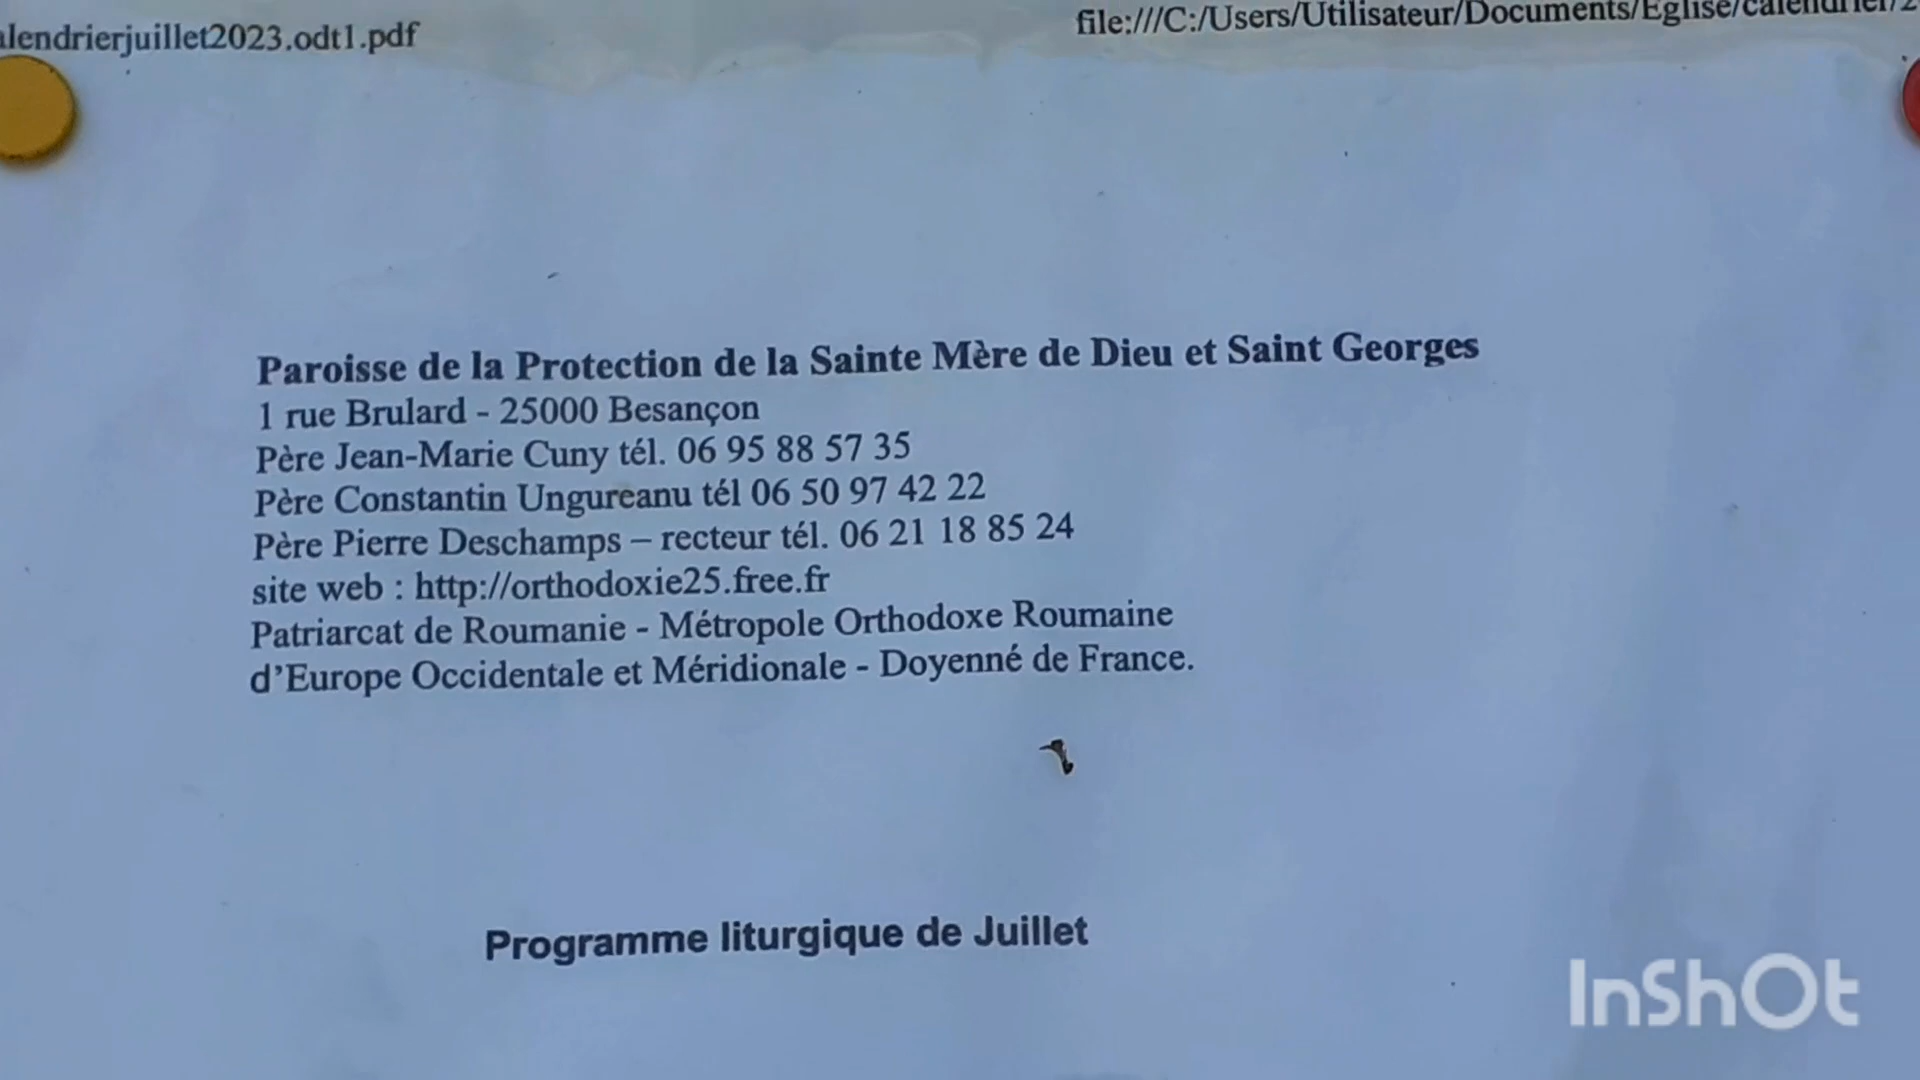 alendrierjuillet2023.odt1.pdf
file:///C:/Users/Utilisateur/Documents/Eglise/calendrier/2
Paroisse de la Protection de la Sainte Mère de Dieu et Saint Georges
1 rue Brulard - 25000 Besançon
Père Jean-Marie Cuny tél. 06 95 88 57 35
Père Constantin Ungureanu tél 06 50 97 42 22
Père Pierre Deschamps – recteur tél. 06 21 18 85 24
site web : http://orthodoxie25.free.fr
Patriarcat de Roumanie - Métropole Orthodoxe Roumaine
d’Europe Occidentale et Méridionale - Doyenné de France.
Programme liturgique de Juillet
InShOt